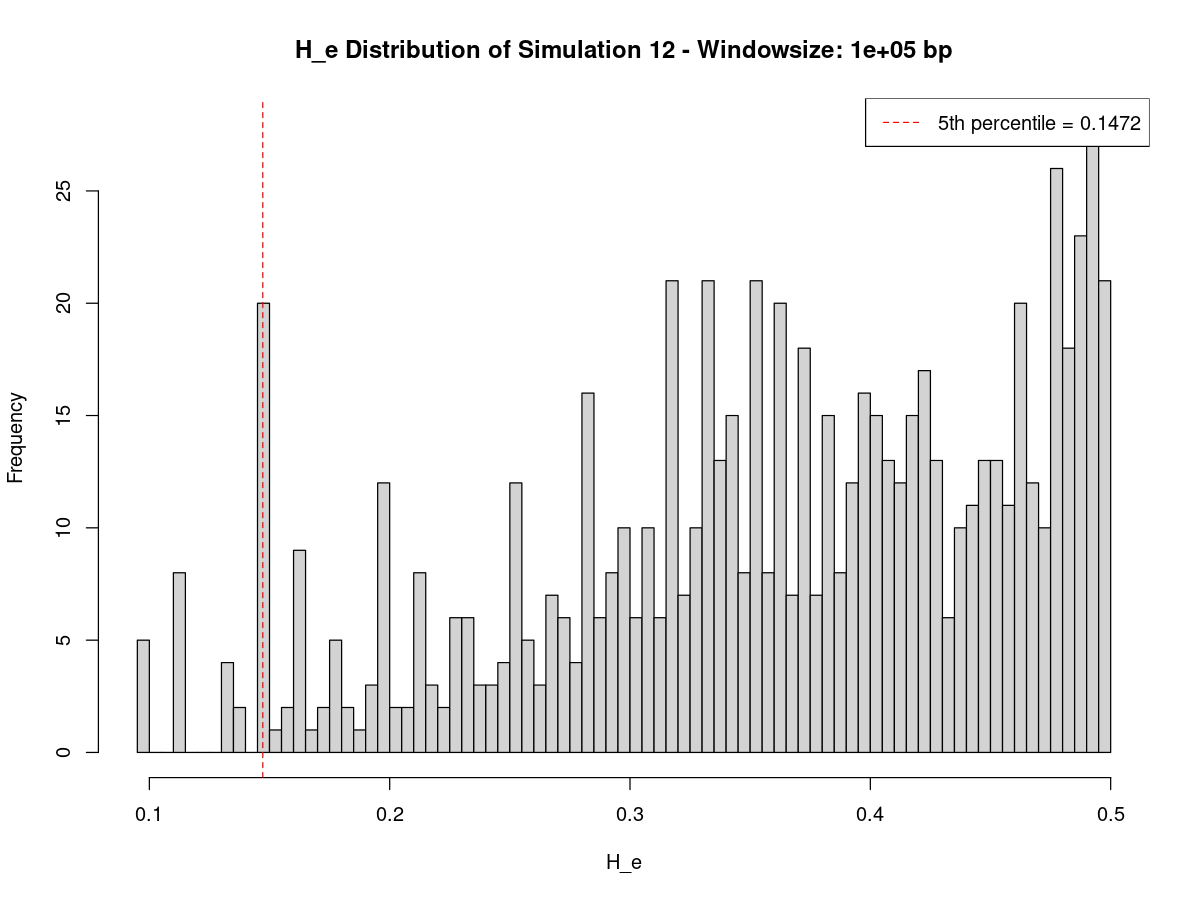 H_e Distribution of Simulation 12 - Windowsize: 1e+05 bp
5th percentile = 0.1472
25
20
15
10
5
0
Frequency
0.1 0.2 0.3 0.4 0.5
H_e